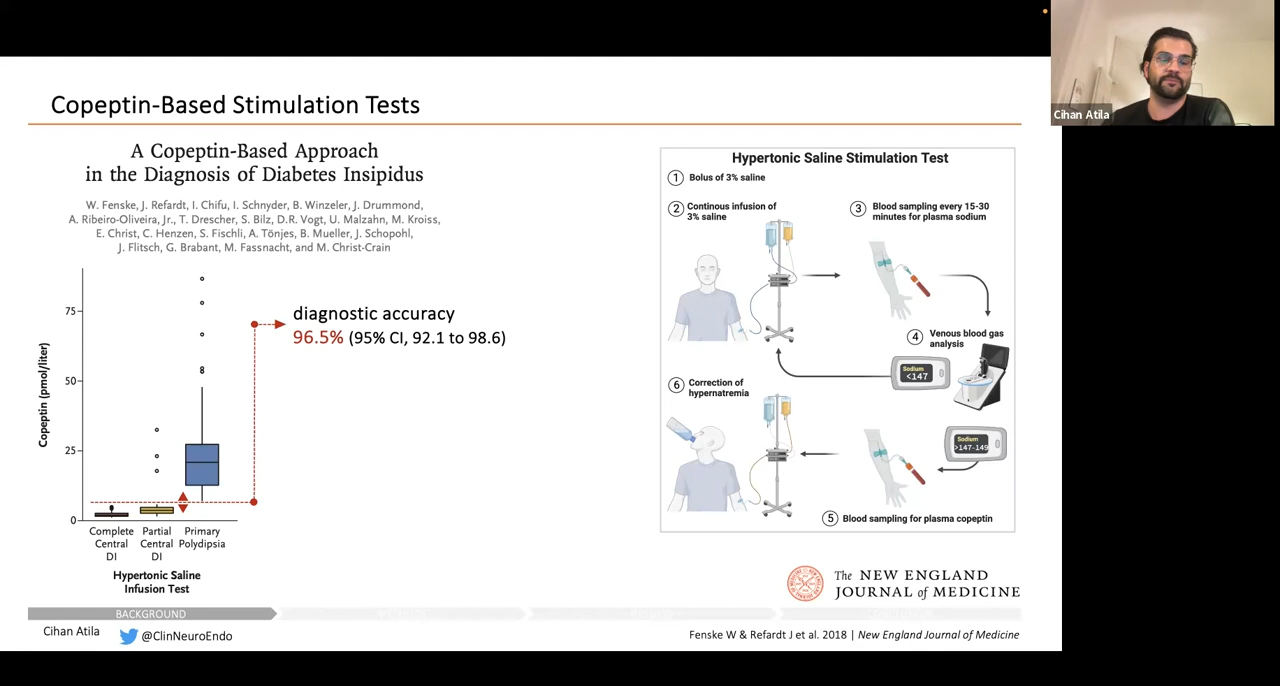 Copeptin-Based Stimulation Tests
A Copeptin-Based Approach
in the Diagnosis of Diabetes Insipidus
W. Fenske, J. Refardt, I. Chifu, I. Schnyder, B. Winzeler, J. Drummond,
A. Ribeiro-Oliveira, Jr., T. Drescher, S. Bilz, D.R. Vogt, U. Malzahn, M. Kroiss,
E. Christ, C. Henzen, S. Fischli, A. Tönjes, B. Mueller, J. Schopohl,
J. Flitsch, G. Brabant, M. Fassnacht, and M. Christ-Crain
Copeptin (pmol/liter)
75
50
25
0
Complete
Central
DI
Partial
Central
DI
Primary
Polydipsia
Hypertonic Saline
Infusion Test
diagnostic accuracy
96.5% (95% CI, 92.1 to 98.6)
Hypertonic Saline Stimulation Test
1 Bolus of 3% saline
2 Continous infusion of
3% saline
3 Blood sampling every 15-30
minutes for plasma sodium
4 Venous blood gas
analysis
Sodium
<147
Sodium
>147-149
5 Blood sampling for plasma copeptin
6 Correction of
hypernatremia
The NEW ENGLAND
JOURNAL of MEDICINE
BACKGROUND
Cihan Atila
@ClinNeuroEndo
Fenske W & Refardt J et al. 2018 | New England Journal of Medicine
Cihan Atila